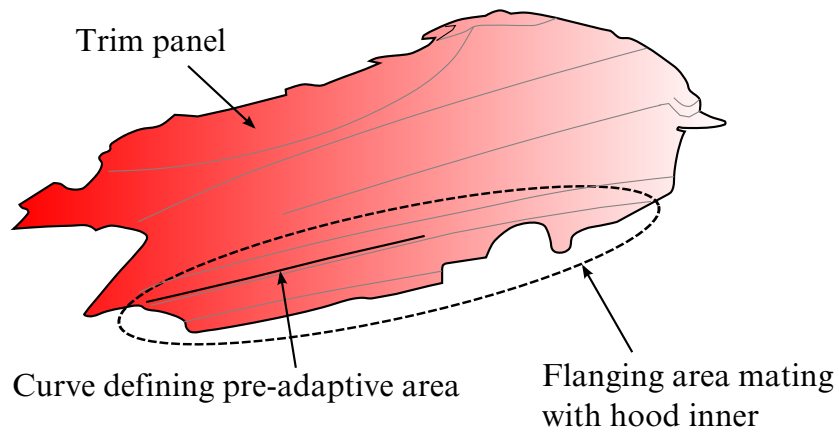 Trim panel
Curve defining pre-adaptive area
Flanging area mating
with hood inner